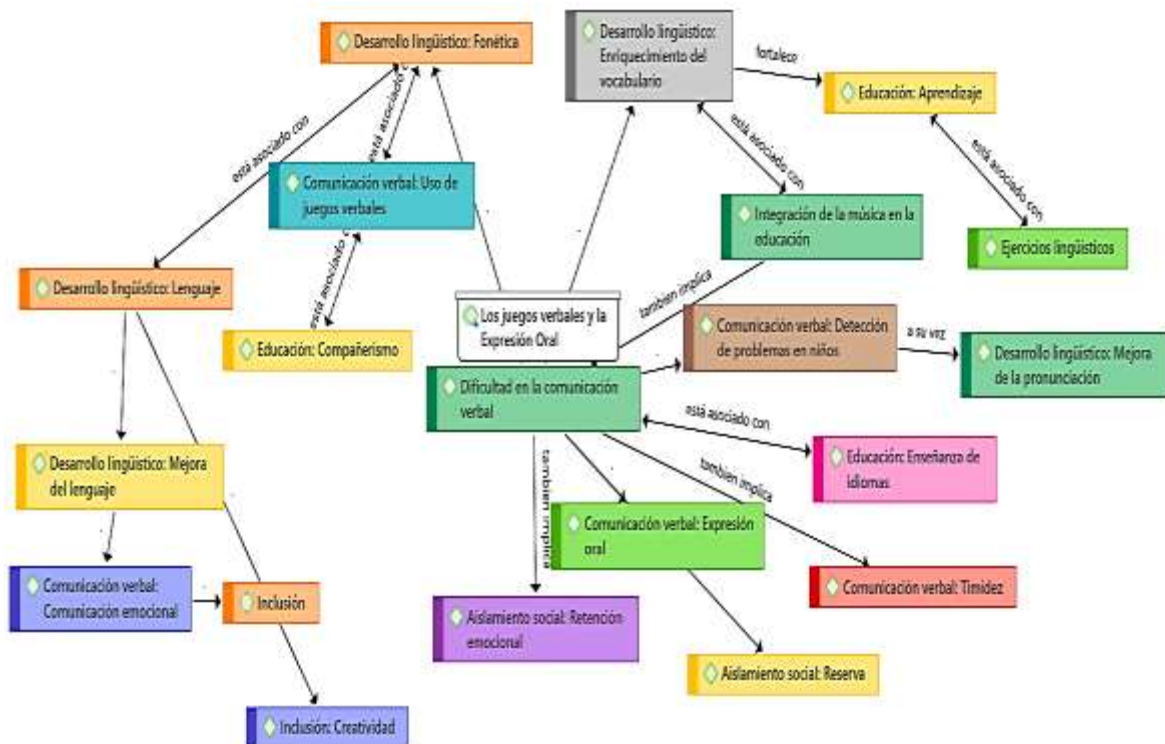 Desarrollo lingüístico: Fonética
Desarrollo lingüístico:
Enriquecimiento del
vocabulario
fortalece
Educación: Aprendizaje
está asociado con
está asociado c
está asociado con
está asociado con
Comunicación verbal: Uso de
juegos verbales
Integración de la música en la
educación
Ejercicios lingüísticos
Desarrollo lingüístico: Lenguaje
está asociado c
tambien implica
Los juegos verbales y la
Expresión Oral
Comunicación verbal: Detección
de problemas en niños
a su vez
Educación: Compañerismo
Desarrollo lingüístico: Mejora
de la pronunciación
Dificultad en la comunicación
verbal
está asociado con
Educación: Enseñanza de
idiomas
Desarrollo lingüístico: Mejora
del lenguaje
tambien implica
tambien implica
Comunicación verbal: Expresión
oral
Comunicación verbal:
Comunicación emocional
Inclusión
Comunicación verbal: Timidez
Aislamiento social: Retención
emocional
Aislamiento social: Reserva
Inclusión: Creatividad